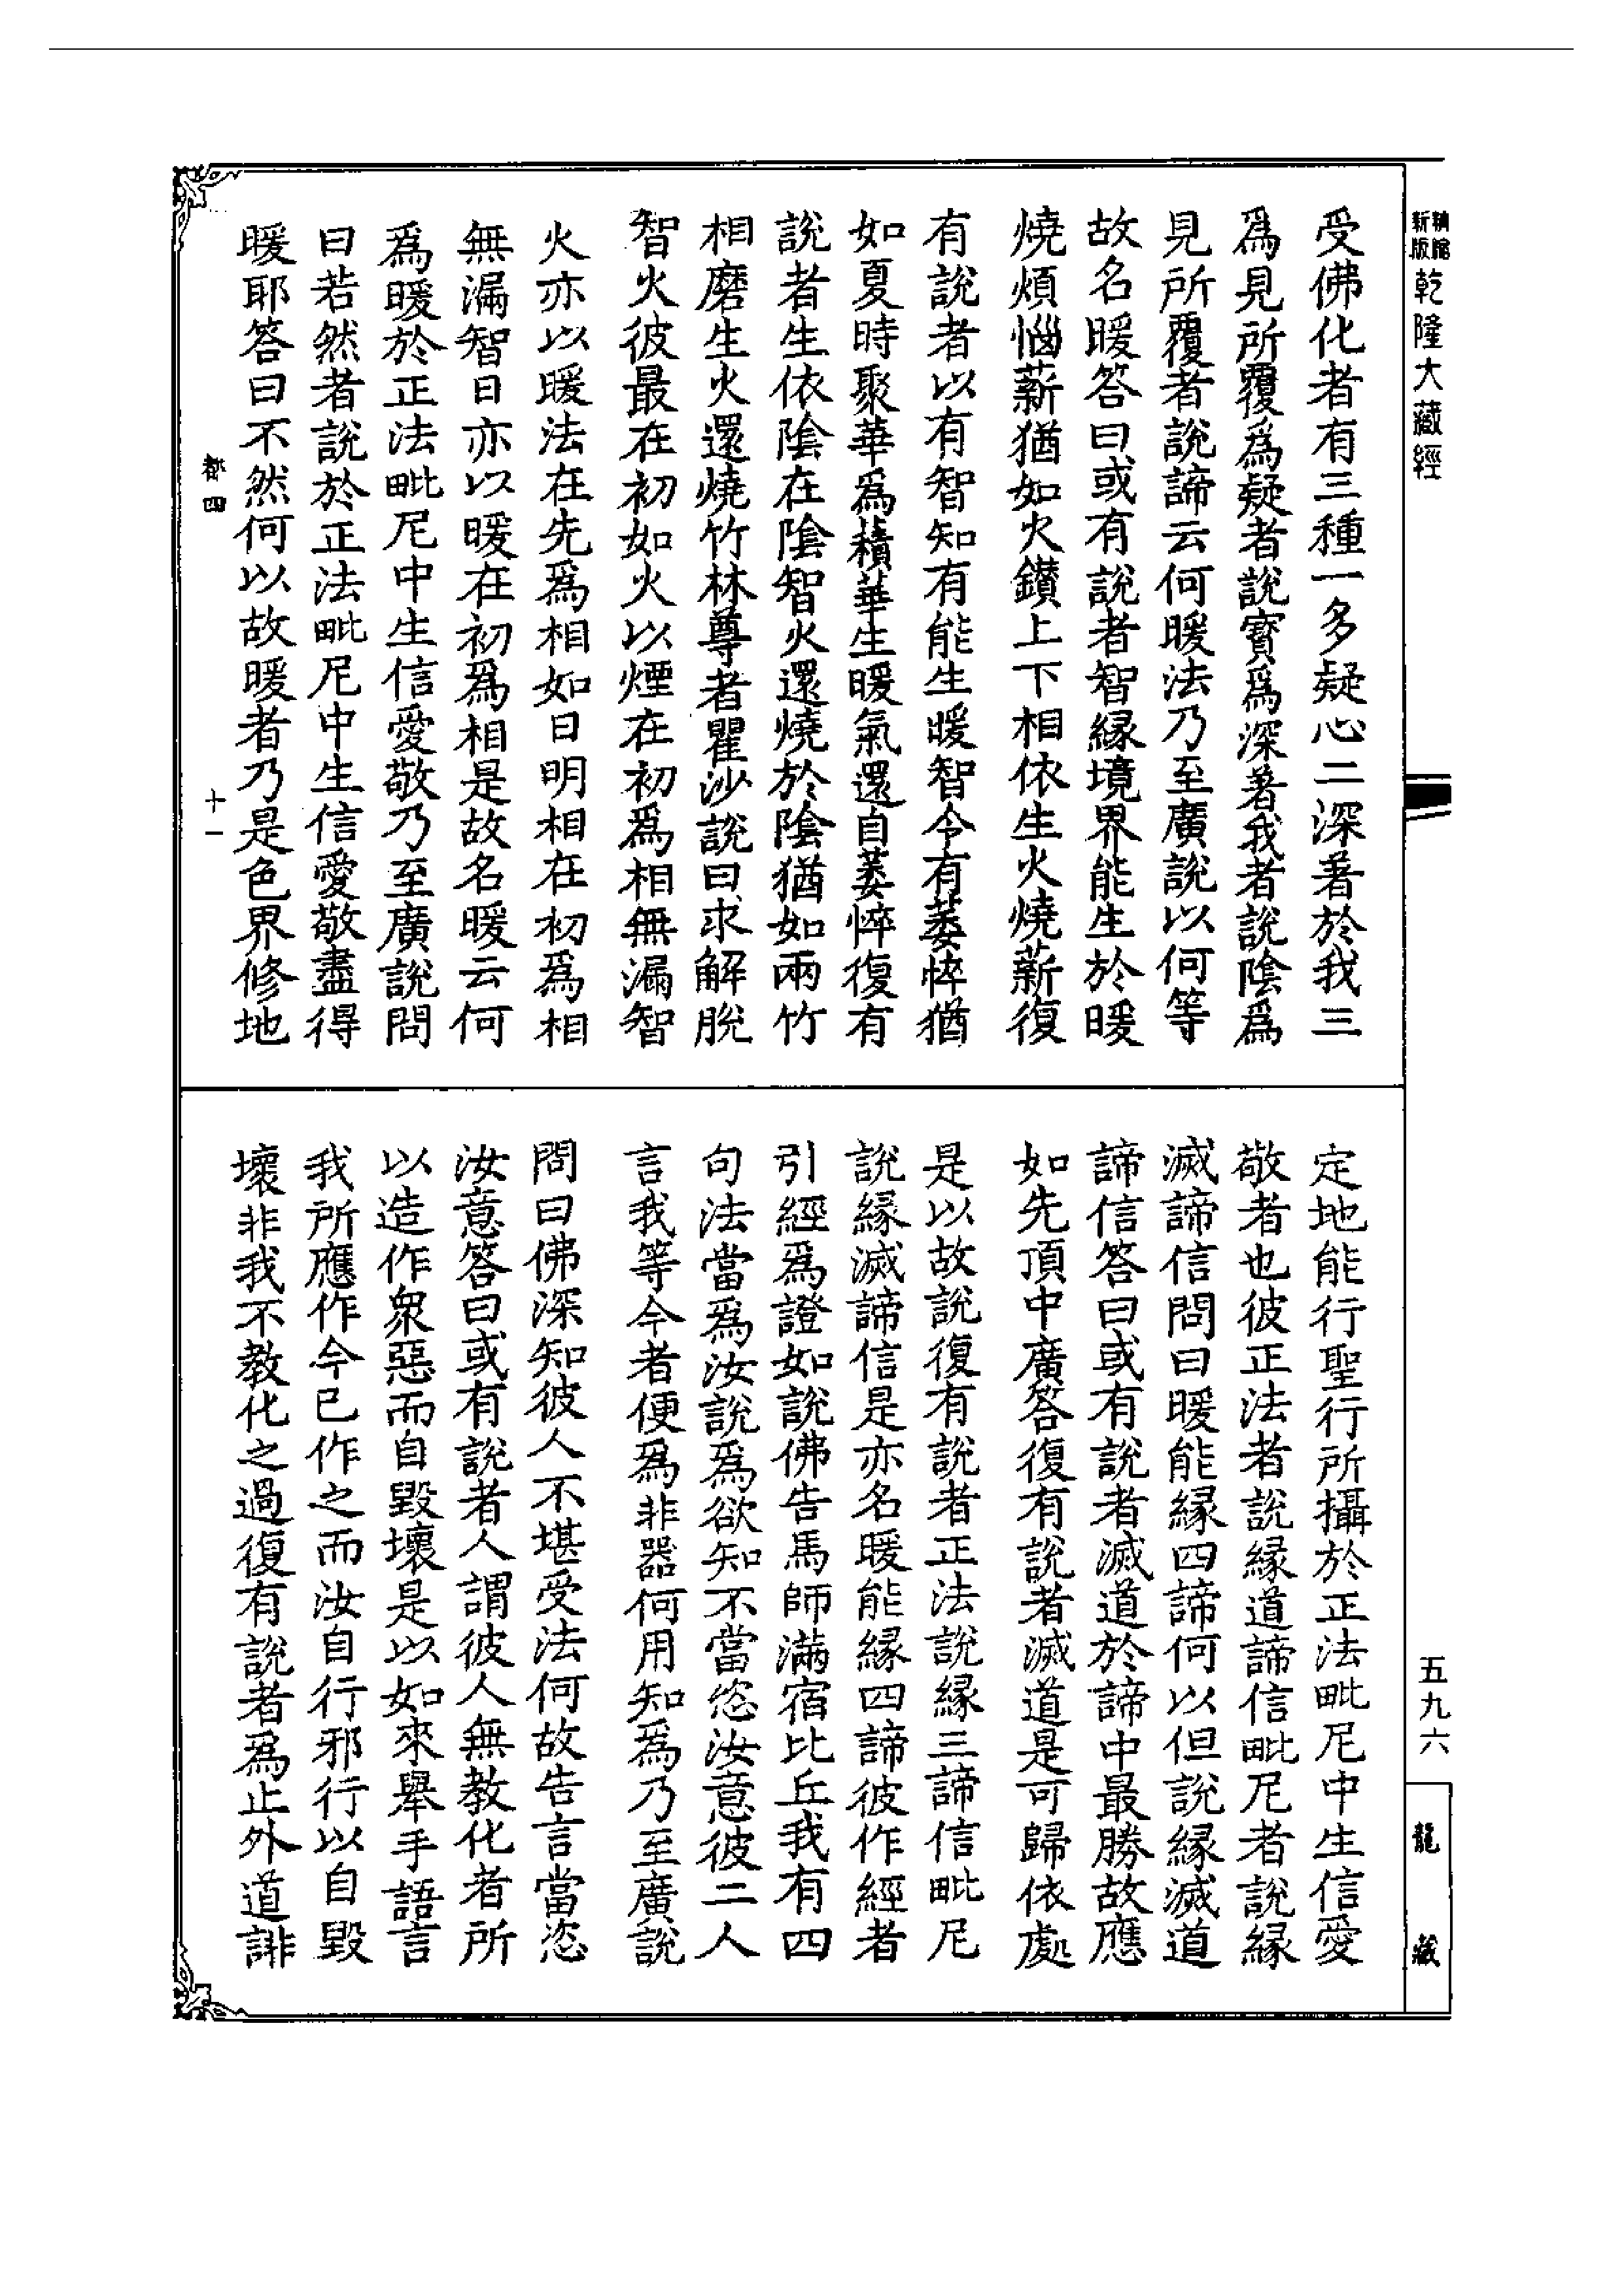 新版
精縮
乾隆大藏經
受佛化者有三種一多疑心二深著於我三
為見所覆為疑者說寶為深著我者說陰為
見所覆者說諦云何暖法乃至廣說以何等
故名暖答曰或有說者智緣境界能生於暖
燒煩惱薪猶如火鑚上下相依生火燒薪復
有說者以有智知有能生暖智令有萎悴猶
如夏時聚華為積華生暖氣還自萎悴復有
說者生依陰在陰智火還燒於陰猶如兩竹
相磨生火還燒竹林尊者瞿沙說曰求解脫
智火彼最在初如火以煙在初為相無漏智
火亦以暖法在先為相如日明相在初為相
無漏智日亦以暖在初為相是故名暖云何
為暖於正法毗尼中生信愛敬乃至廣說問
曰若然者說於正法毗尼中生信愛敬盡得
暖耶答曰不然何以故暖者乃是色界修地
都四
十一
定地能行聖行所攝於正法毗尼中生信愛
敬者也彼正法者說緣道諦信毗尼者說緣
滅諦信問曰暖能緣四諦何以但說緣滅道
諦信答曰或有說者滅道於諦中最勝故應
如先頂中廣答復有說者滅道是可歸依處
是以故說復有說者正法說緣三諦信毗尼
說緣滅諦信是亦名暖能緣四諦彼作經者
引經為證如說佛告馬師滿宿比丘我有四
句法當為汝說為欲知不當恣汝意彼二人
言我等今者便為非器何用知為乃至廣說
問曰佛深知彼人不堪受法何故告言當恣
汝意答曰或有說者人謂彼人無教化者所
以造作眾惡而自毀壞是以如來舉手語言
我所應作今已作之而汝自行邪行以自毀
壞非我不教化之過復有說者為止外道誹
五九六
龍藏